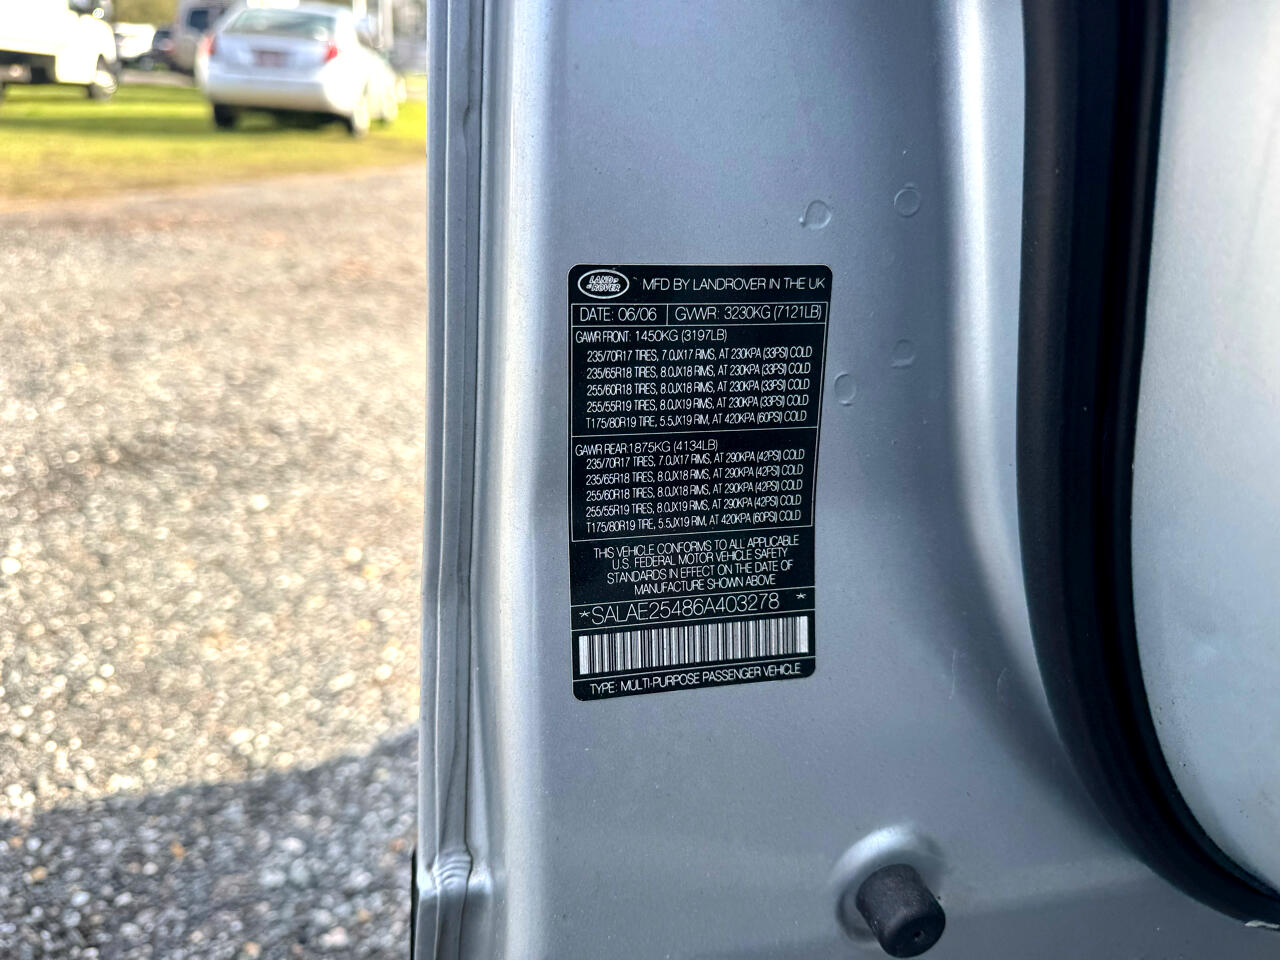 LAND ROVER
MFD BY LANDROVER IN THE UK
DATE: 06/06 GVWR: 3230KG (7121LB)
GAWR FRONT: 1450KG (3197LB)
235/70R17 TIRES, 7.0JX17 RIMS, AT 230KPA (33PSI) COLD
235/65R18 TIRES, 8.0JX18 RIMS, AT 230KPA (33PSI) COLD
255/60R18 TIRES, 8.0JX18 RIMS, AT 230KPA (33PSI) COLD
255/55R19 TIRES, 8.0JX19 RIMS, AT 230KPA (33PSI) COLD
T175/80R19 TIRE, 5.5JX19 RIM, AT 420KPA (60PSI) COLD
GAWR REAR:1875KG (4134LB)
235/70R17 TIRES, 7.0JX17 RIMS, AT 290KPA (42PSI) COLD
235/65R18 TIRES, 8.0JX18 RIMS, AT 290KPA (42PSI) COLD
255/60R18 TIRES, 8.0JX18 RIMS, AT 290KPA (42PSI) COLD
255/55R19 TIRES, 8.0JX19 RIMS, AT 290KPA (42PSI) COLD
T175/80R19 TIRE, 5.5JX19 RIM, AT 420KPA (60PSI) COLD
THIS VEHICLE CONFORMS TO ALL APPLICABLE
U.S. FEDERAL MOTOR VEHICLE SAFETY
STANDARDS IN EFFECT ON THE DATE OF
MANUFACTURE SHOWN ABOVE
*SALAE25486A403278 *
TYPE: MULTI-PURPOSE PASSENGER VEHICLE